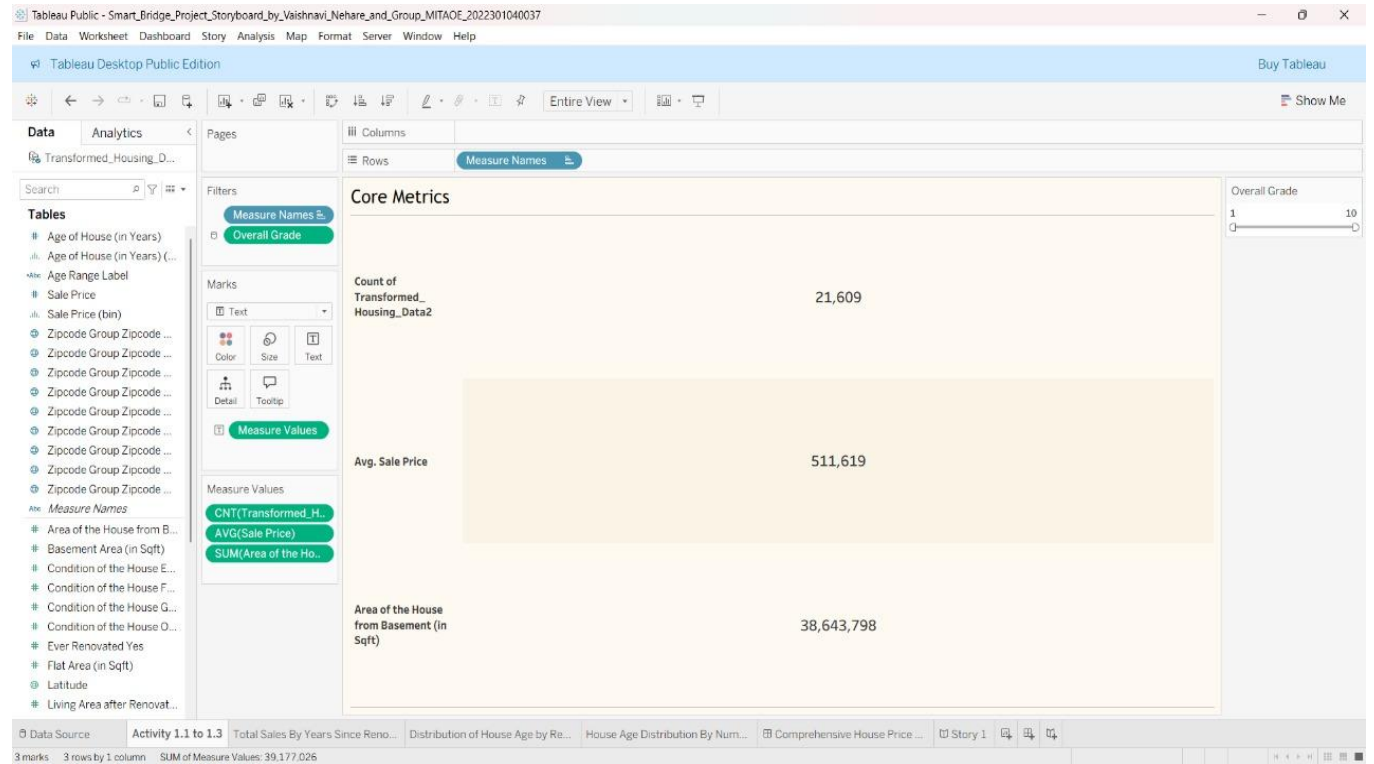 Tableau Public - Smart_Bridge_Project_Storyboard_by_Vaishnavi_Nehare_and_Group_MITAOE_2022301040037
File Data Worksheet Dashboard Story Analysis Map Format Server Window Help
Tableau Desktop Public Edition
Buy Tableau
Entire View
Show Me
Data Analytics
Transformed_Housing_D...
Search
Tables
Age of House (in Years)
Age of House (in Years) (...
Abc Age Range Label
Sale Price
Sale Price (bin)
Zipcode Group Zipcode ...
Zipcode Group Zipcode ...
Zipcode Group Zipcode ...
Zipcode Group Zipcode ...
Zipcode Group Zipcode ...
Zipcode Group Zipcode ...
Zipcode Group Zipcode ...
Zipcode Group Zipcode ...
Zipcode Group Zipcode ...
Abc Measure Names
Area of the House from B...
Basement Area (in Sqft)
Condition of the House E...
Condition of the House F...
Condition of the House G...
Condition of the House O...
Ever Renovated Yes
Flat Area (in Sqft)
Latitude
Living Area after Renovat...
Pages
Filters
Measure Names
Overall Grade
Marks
Text
Color Size Text
Detail Tooltip
Measure Values
Measure Values
CNT(Transformed_H..
AVG(Sale Price)
SUM(Area of the Ho..
Columns
Rows Measure Names
Core Metrics
Count of
Transformed_
Housing_Data2
21,609
Avg. Sale Price
511,619
Area of the House
from Basement (in
Sqft)
38,643,798
Overall Grade
1 10
Data Source Activity 1.1 to 1.3 Total Sales By Years Since Reno... Distribution of House Age by Re... House Age Distribution By Num... Comprehensive House Price ... Story 1
3 marks 3 rows by 1 column SUM of Measure Values: 39,177,026